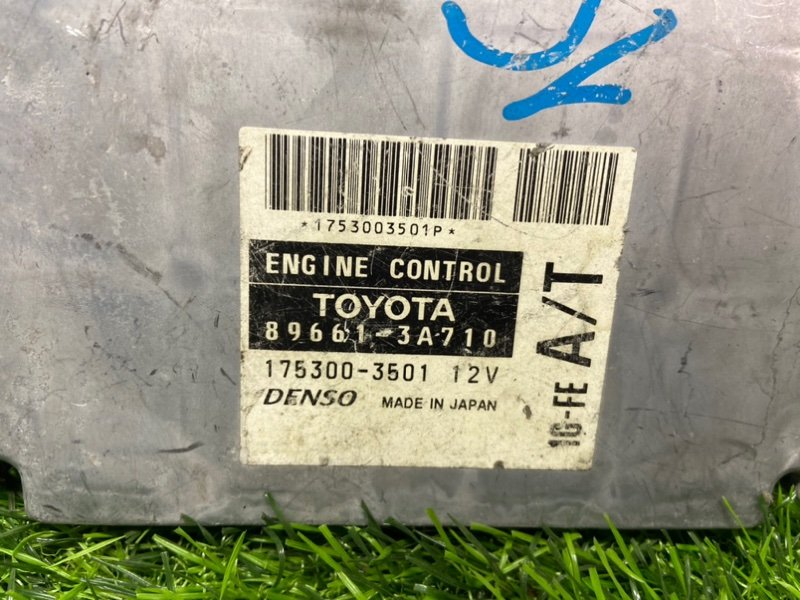 *1753003501P*
ENGINE CONTROL
TOYOTA
89661-3A710
175300-3501 12V
DENSO MADE IN JAPAN
1G-FE A/T